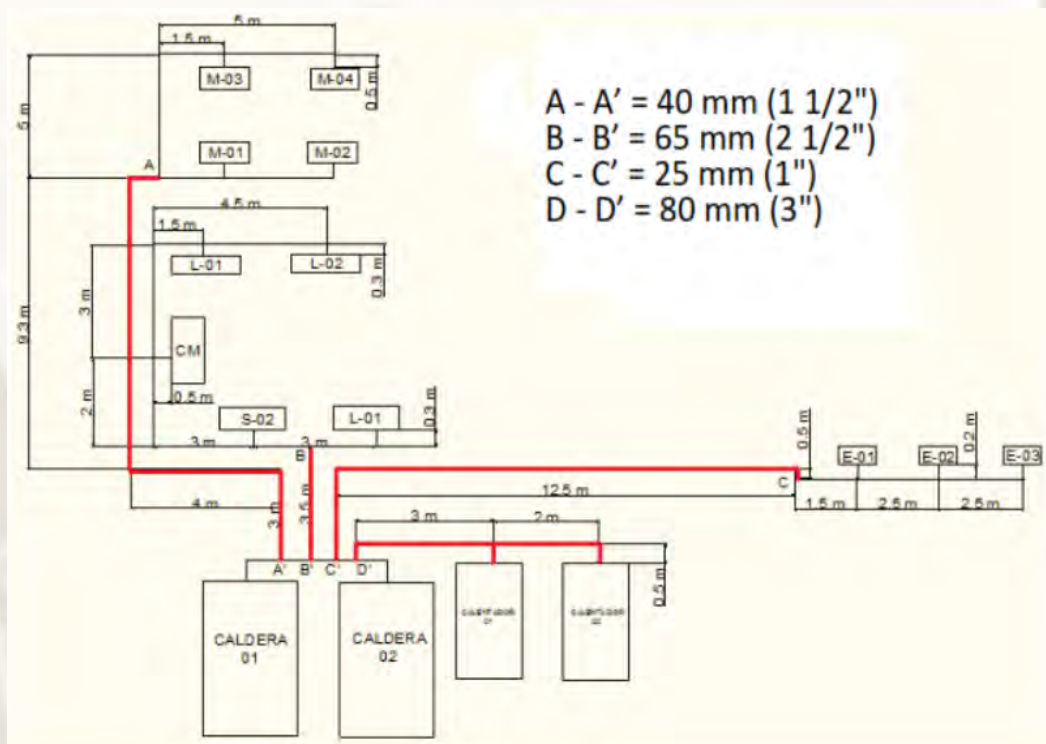 5 m
1.5 m
M-03
M-04
0.5 m
5 m
A - A' = 40 mm (1 1/2")
B - B' = 65 mm (2 1/2")
C - C' = 25 mm (1")
D - D' = 80 mm (3")
M-01
M-02
A
4.5 m
1.5 m
L-01
L-02
0.3 m
3 m
9.3 m
CM
0.5 m
2 m
S-02
L-01
0.3 m
3 m
3 m
B
0.5 m
E-01
E-02
E-03
0.2 m
C
12.5 m
1.5 m
2.5 m
2.5 m
4 m
3 m
3.5 m
3 m
2 m
A'
B'
C'
D'
0.5 m
CALDERA
01
CALDERA
02